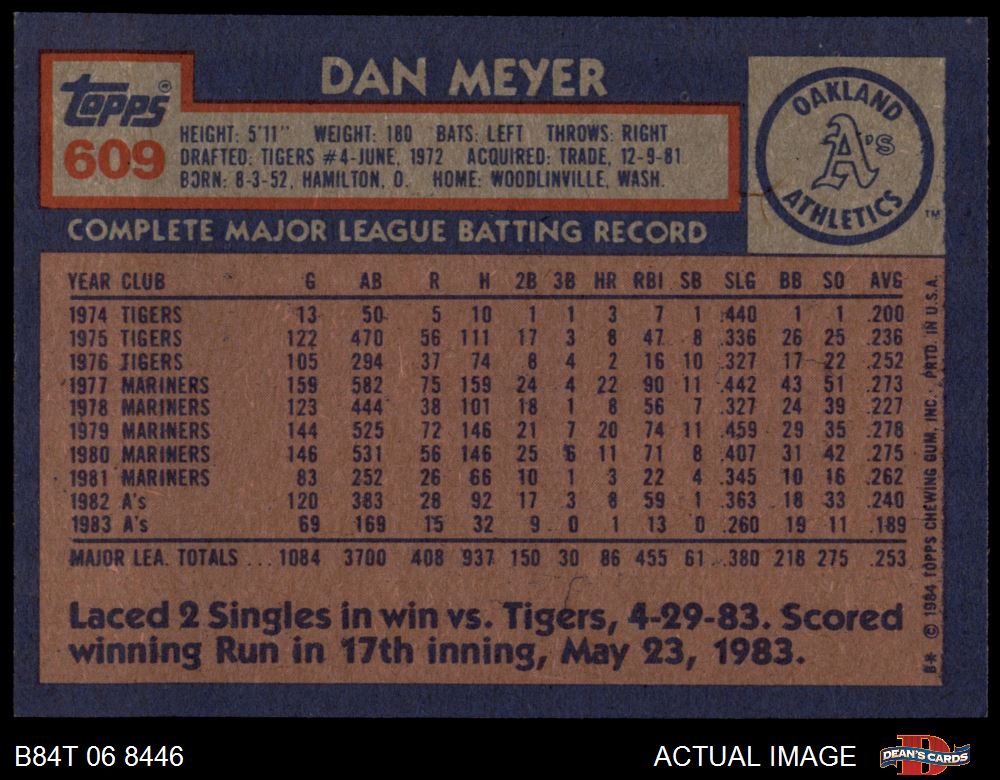 DAN MEYER
Topps®
609
HEIGHT: 5'11" WEIGHT: 180 BATS: LEFT THROWS: RIGHT
DRAFTED: TIGERS #4-JUNE, 1972 ACQUIRED: TRADE, 12-9-81
BORN: 8-3-52, HAMILTON, O. HOME: WOODLINVILLE, WASH.
OAKLAND
A's
ATHLETICS
TM
COMPLETE MAJOR LEAGUE BATTING RECORD
YEAR CLUB G AB R H 2B 3B HR RBI SB SLG BB SO AVG
1974 TIGERS 13 50 5 10 1 1 3 7 1 .440 1 1 .200
1975 TIGERS 122 470 56 111 17 3 8 47 8 .336 26 25 .236
1976 TIGERS 105 294 37 74 8 4 2 16 10 .327 17 22 .252
1977 MARINERS 159 582 75 159 24 4 22 90 11 .442 43 51 .273
1978 MARINERS 123 444 38 101 18 1 8 56 7 .327 24 39 .227
1979 MARINERS 144 525 72 146 21 7 20 74 11 .459 29 35 .278
1980 MARINERS 146 531 56 146 25 6 11 71 8 .407 31 42 .275
1981 MARINERS 83 252 26 66 10 1 3 22 4 .345 10 16 .262
1982 A's 120 383 28 92 17 3 8 59 1 .363 18 33 .240
1983 A's 69 169 15 32 9 0 1 13 0 .260 19 11 .189
MAJOR LEA. TOTALS ... 1084 3700 408 937 150 30 86 455 61 .380 218 275 .253
Laced 2 Singles in win vs. Tigers, 4-29-83. Scored
winning Run in 17th inning, May 23, 1983.
B* © 1984 TOPPS CHEWING GUM, INC. PRTD. IN U.S.A.
B84T 06 8446
ACTUAL IMAGE
DEAN'S CARDS